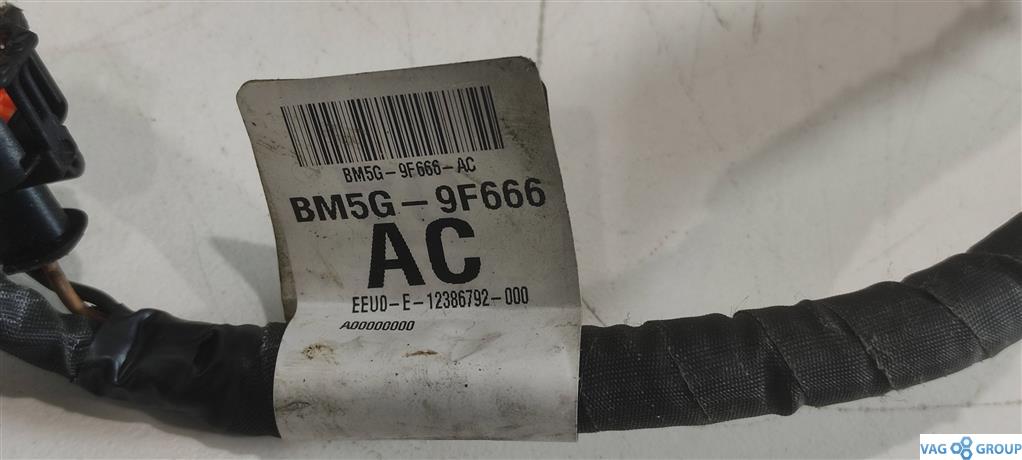 BM5G-9F666-AC
BM5G-9F666
AC
EEU0-E-12386792-000
A00000000
VAG GROUP